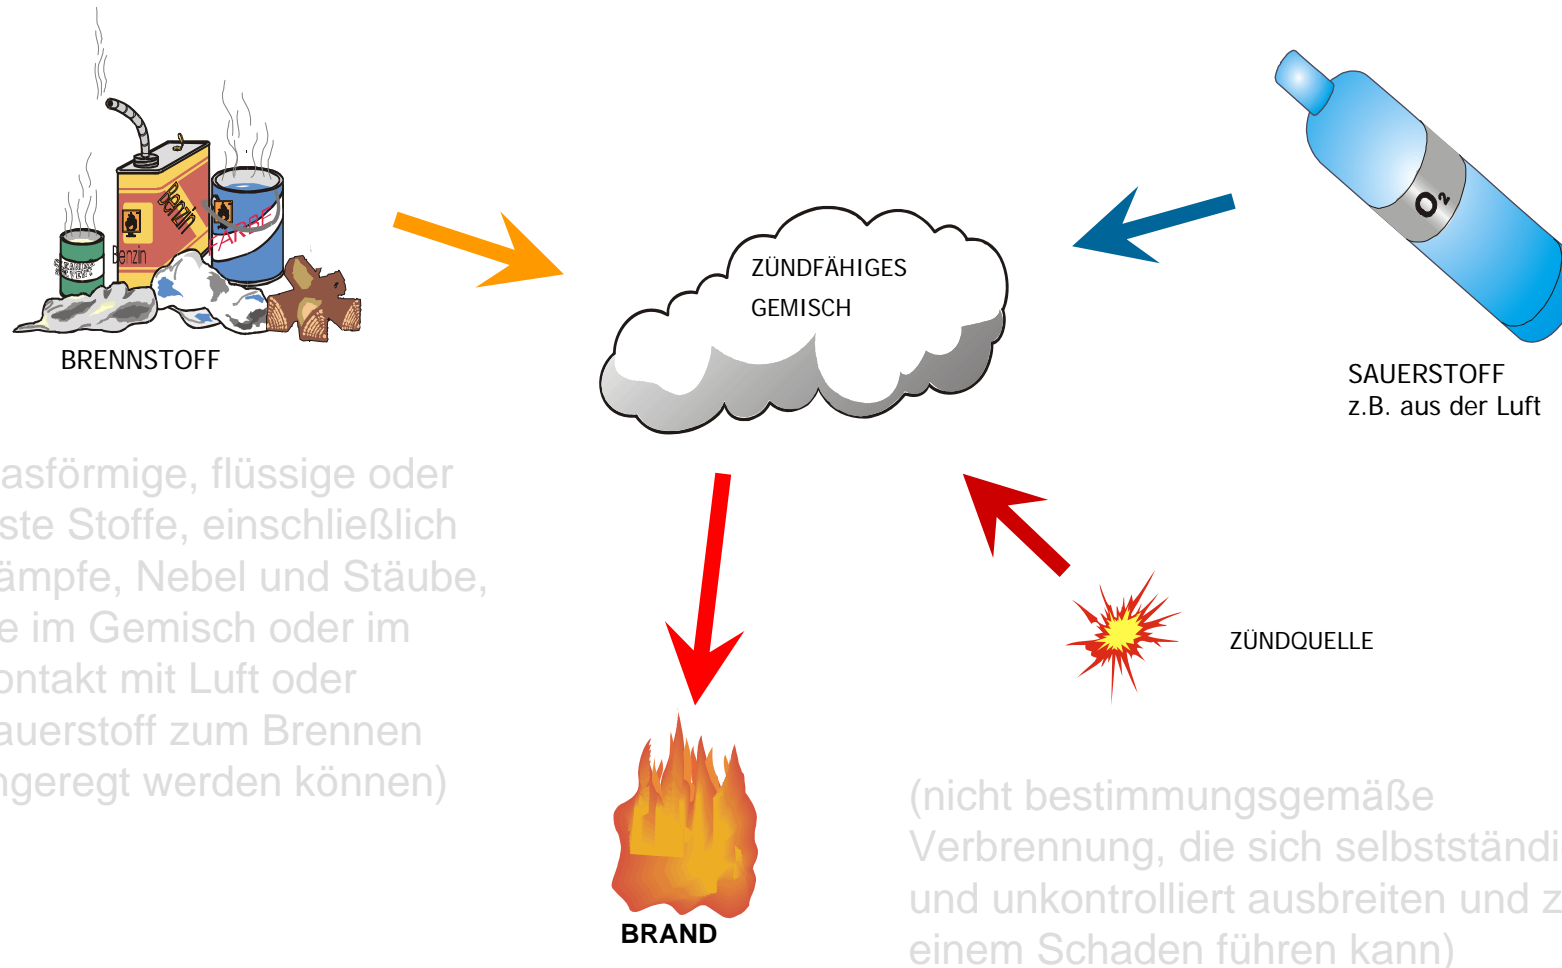 Benzin
Benzin
FARBE
BRENNSTOFF
ZÜNDFÄHIGES
GEMISCH
O2
SAUERSTOFF
z.B. aus der Luft
asförmige, flüssige oder
ste Stoffe, einschließlich
ämpfe, Nebel und Stäube,
e im Gemisch oder im
ontakt mit Luft oder
auerstoff zum Brennen
ngeregt werden können)
ZÜNDQUELLE
BRAND
(nicht bestimmungsgemäße
Verbrennung, die sich selbstständi
und unkontrolliert ausbreiten und z
einem Schaden führen kann)